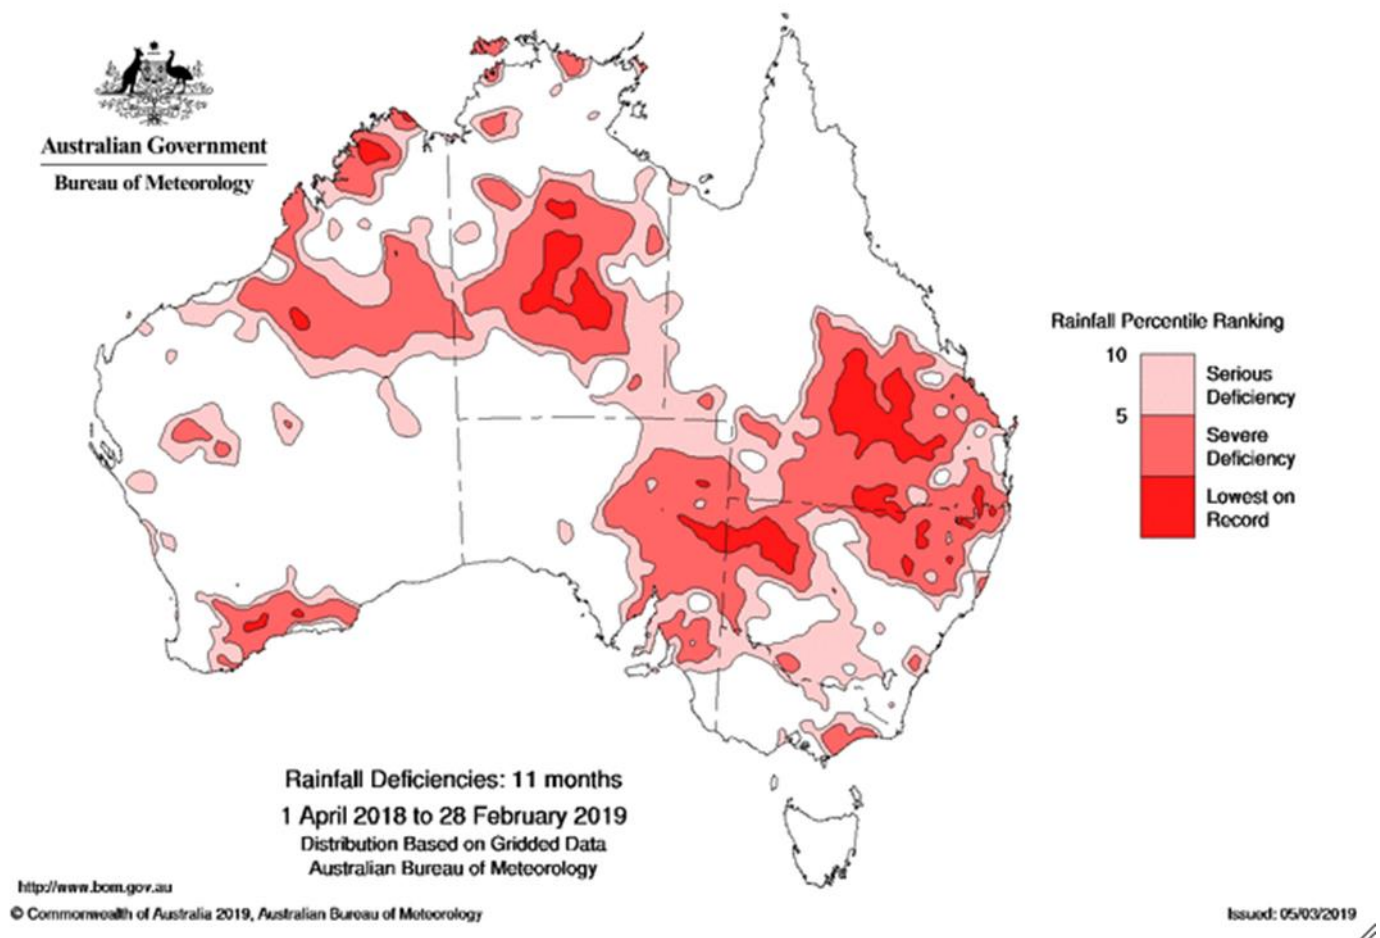 Australian Government
Bureau of Meteorology
Rainfall Percentile Ranking
10
Serious
Deficiency
5
Severe
Deficiency
Lowest on
Record
Rainfall Deficiencies: 11 months
1 April 2018 to 28 February 2019
Distribution Based on Gridded Data
Australian Bureau of Meteorology
http://www.bom.gov.au
© Commonwealth of Australia 2019, Australian Bureau of Meteorology
Issued: 05/03/2019